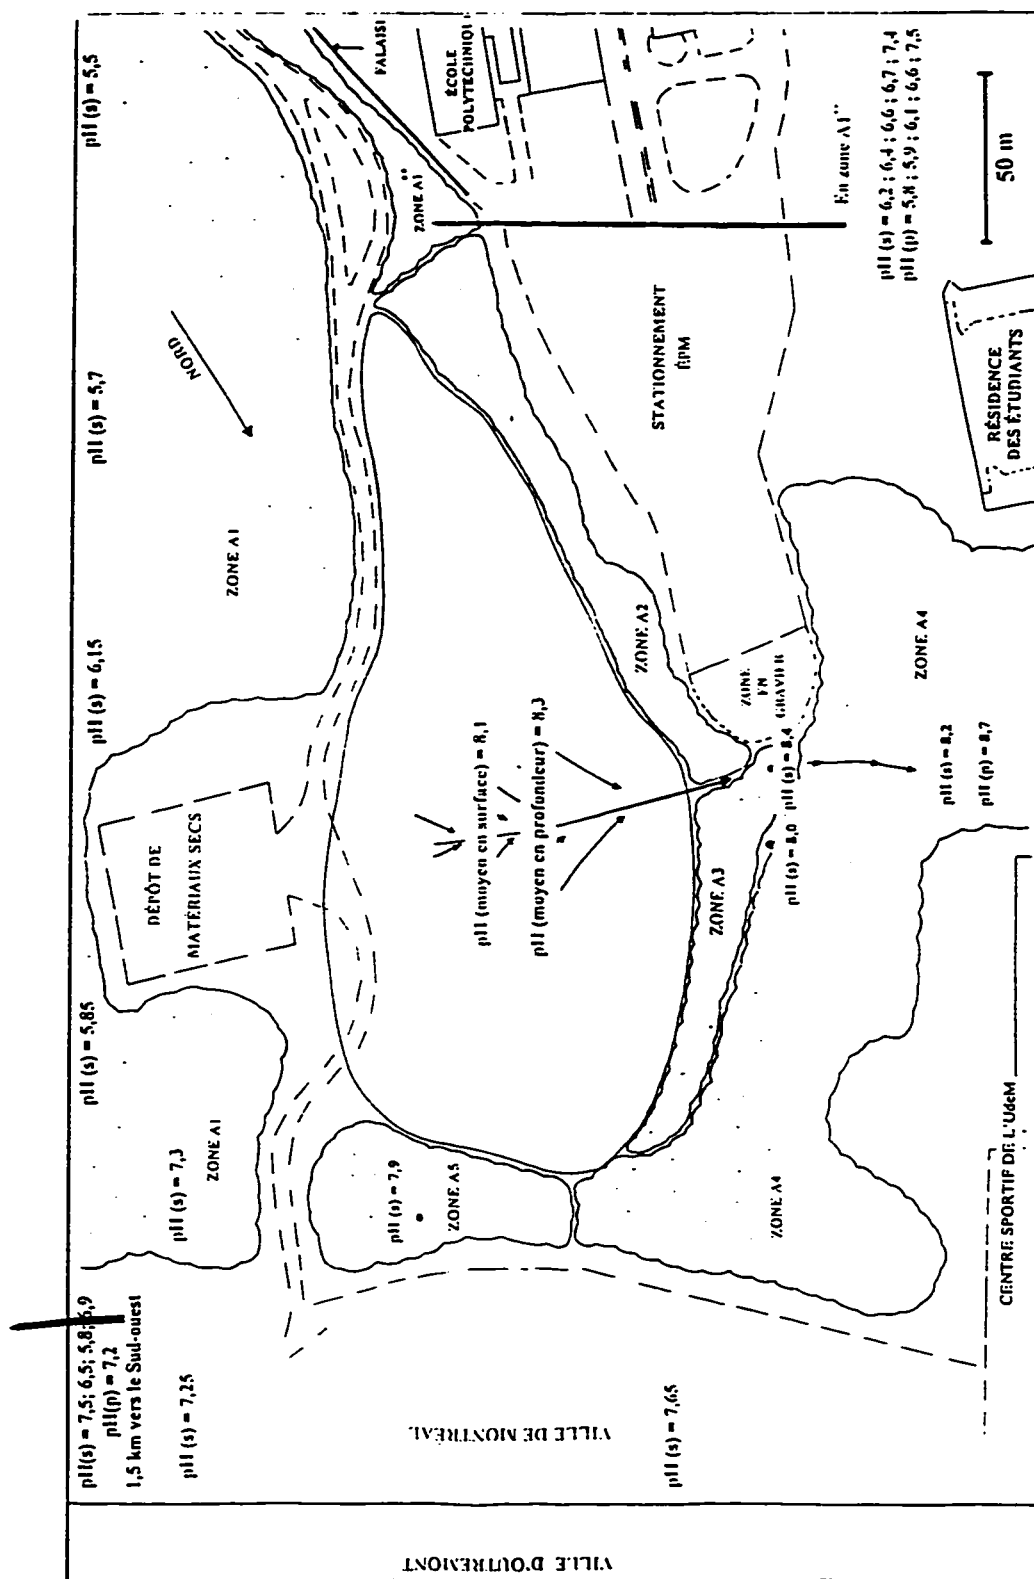 pH(s) = 7,5; 6,5; 5,8; 6,9
pH(p) = 7,2
1,5 km vers le Sud-ouest
pH (s) = 7,25
pH (s) = 7,3
ZONE A1
pH (s) = 5,85
DÉPÔT DE
MATÉRIAUX SECS
pH (s) = 6,15
ZONE A1
pH (s) = 5,7
NORD
pH (s) = 5,5
FALAISE
ÉCOLE
POLYTECHNIQUE
ZONE A1''
pH (s) = 7,9
ZONE A5
pH (moyen en surface) = 8,1
pH (moyen en profondeur) = 8,3
ZONE A2
STATIONNEMENT
ÉPM
ZONE A3
ZONE
EN
GRAVIER
pH (s) = 8,0
pH (s) = 8,4
ZONE A4
pH (s) = 8,2
pH (p) = 8,7
ZONE A4
En zone A1''
pH (s) = 6,2 ; 6,4 ; 6,6 ; 6,7 ; 7,4
pH (p) = 5,8 ; 5,9 ; 6,1 ; 6,6 ; 7,5
50 m
RÉSIDENCE
DES ÉTUDIANTS
CENTRE SPORTIF DE L'UdeM
pH (s) = 7,65
VILLE DE MONTRÉAL
VILLE D'OUTREMONT